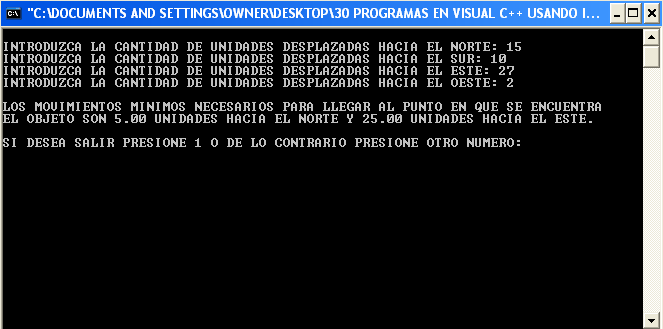 "C:\DOCUMENTS AND SETTINGS\OWNER\DESKTOP\30 PROGRAMAS EN VISUAL C++ USANDO I...
INTRODUZCA LA CANTIDAD DE UNIDADES DESPLAZADAS HACIA EL NORTE: 15
INTRODUZCA LA CANTIDAD DE UNIDADES DESPLAZADAS HACIA EL SUR: 10
INTRODUZCA LA CANTIDAD DE UNIDADES DESPLAZADAS HACIA EL ESTE: 27
INTRODUZCA LA CANTIDAD DE UNIDADES DESPLAZADAS HACIA EL OESTE: 2
LOS MOVIMIENTOS MINIMOS NECESARIOS PARA LLEGAR AL PUNTO EN QUE SE ENCUENTRA
EL OBJETO SON 5.00 UNIDADES HACIA EL NORTE Y 25.00 UNIDADES HACIA EL ESTE.
SI DESEA SALIR PRESIONE 1 O DE LO CONTRARIO PRESIONE OTRO NUMERO: